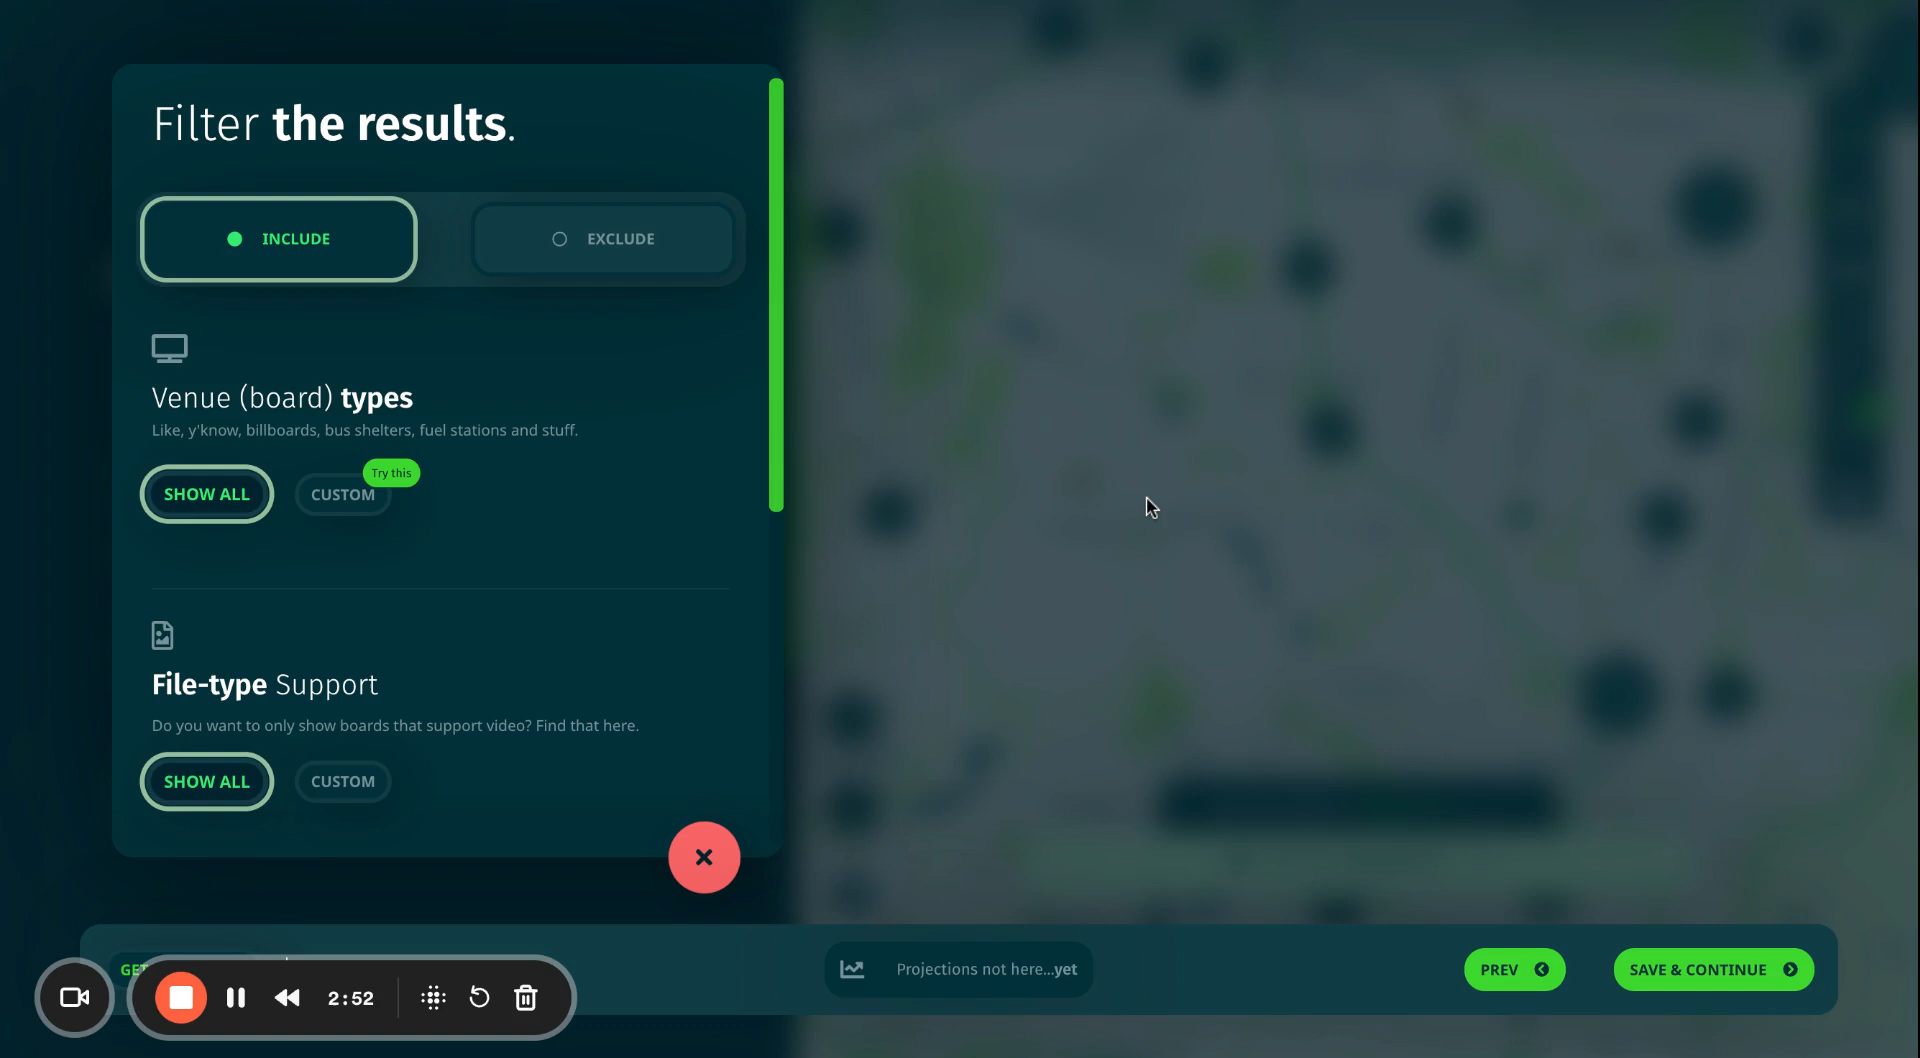 Filter the results.
INCLUDE
EXCLUDE
Venue (board) types
Like, y'know, billboards, bus shelters, fuel stations and stuff.
Try this
SHOW ALL
CUSTOM
File-type Support
Do you want to only show boards that support video? Find that here.
SHOW ALL
CUSTOM
GET
Projections not here...yet
PREV
SAVE & CONTINUE
2:52